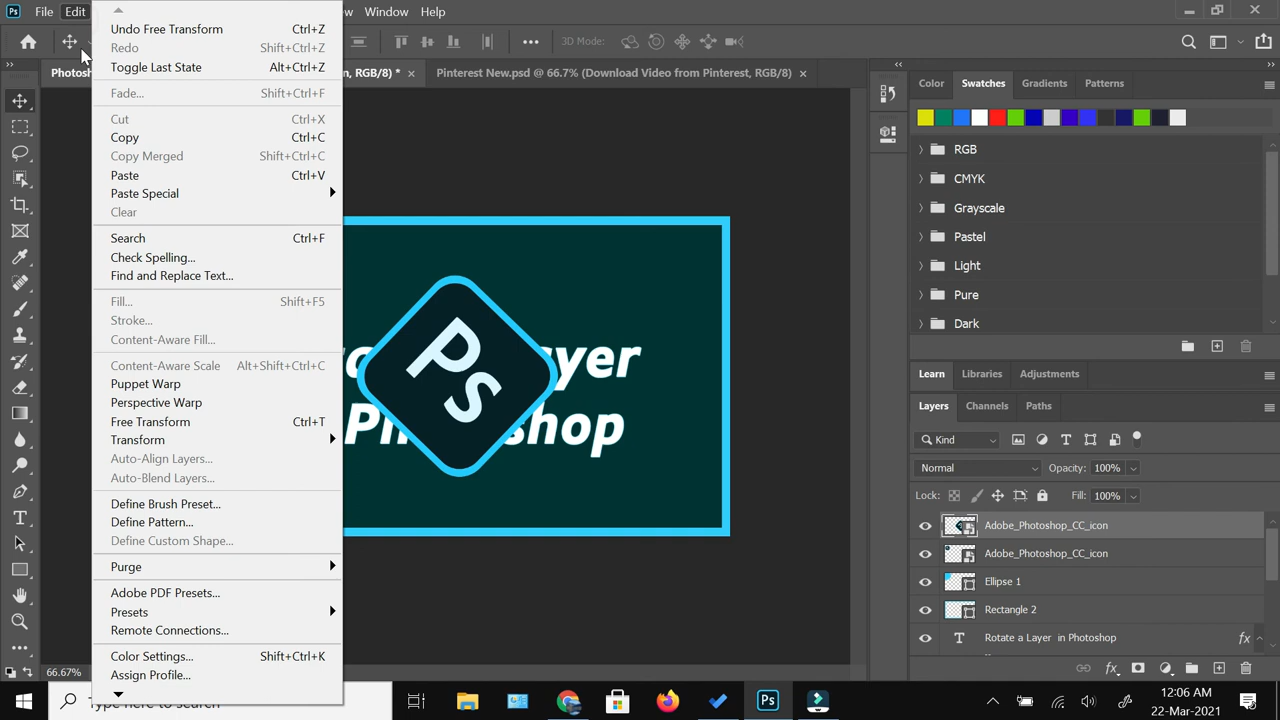 Ps File Edit ow Window Help
3D Mode:
Photosh n, RGB/8) * × Pinterest New.psd @ 66.7% (Download Video from Pinterest, RGB/8) ×
Undo Free Transform Ctrl+Z
Redo Shift+Ctrl+Z
Toggle Last State Alt+Ctrl+Z
Fade... Shift+Ctrl+F
Cut Ctrl+X
Copy Ctrl+C
Copy Merged Shift+Ctrl+C
Paste Ctrl+V
Paste Special
Clear
Search Ctrl+F
Check Spelling...
Find and Replace Text...
Fill... Shift+F5
Stroke...
Content-Aware Fill...
Content-Aware Scale Alt+Shift+Ctrl+C
Puppet Warp
Perspective Warp
Free Transform Ctrl+T
Transform
Auto-Align Layers...
Auto-Blend Layers...
Define Brush Preset...
Define Pattern...
Define Custom Shape...
Purge
Adobe PDF Presets...
Presets
Remote Connections...
Color Settings... Shift+Ctrl+K
Assign Profile...
ayer
Ps
Ph shop
Color Swatches Gradients Patterns
RGB
CMYK
Grayscale
Pastel
Light
Pure
Dark
Learn Libraries Adjustments
Layers Channels Paths
Kind
Normal Opacity: 100%
Lock: Fill: 100%
Adobe_Photoshop_CC_icon
Adobe_Photoshop_CC_icon
Ellipse 1
Rectangle 2
T Rotate a Layer in Photoshop fx
66.67%
Type here to search
Ps
12:06 AM
22-Mar-2021